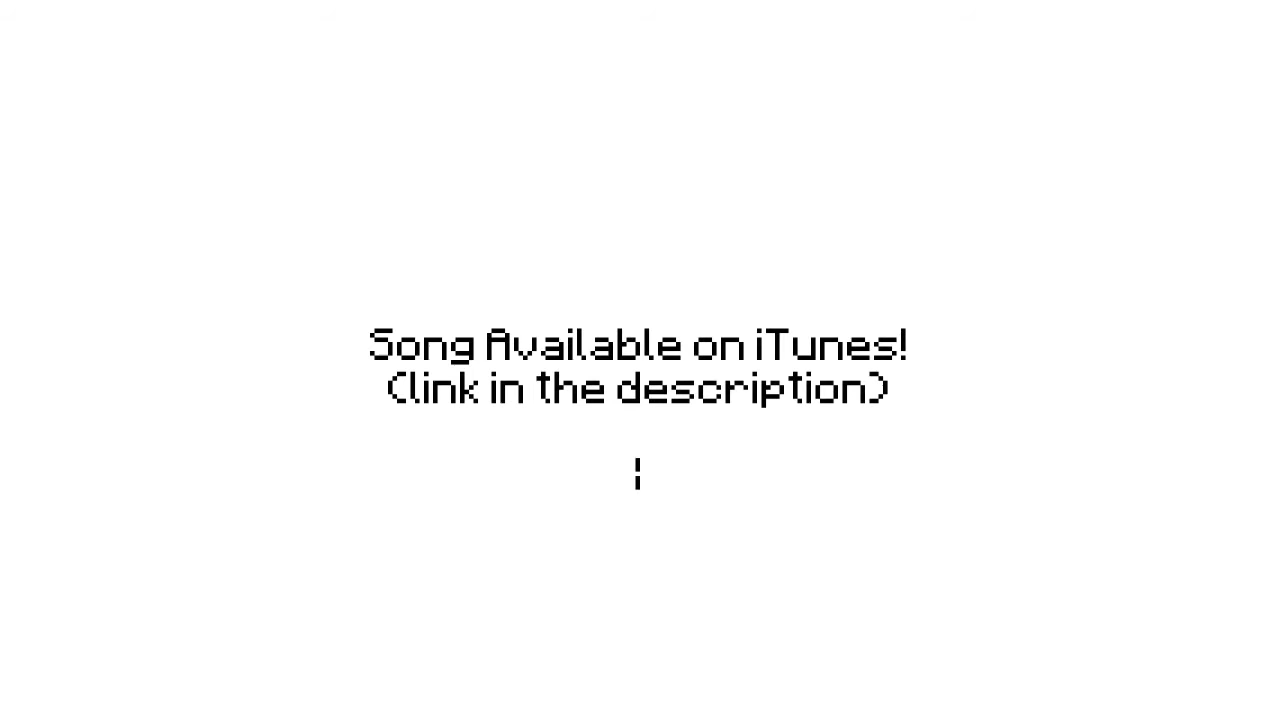 Song Available on iTunes!
(link in the description)
¦